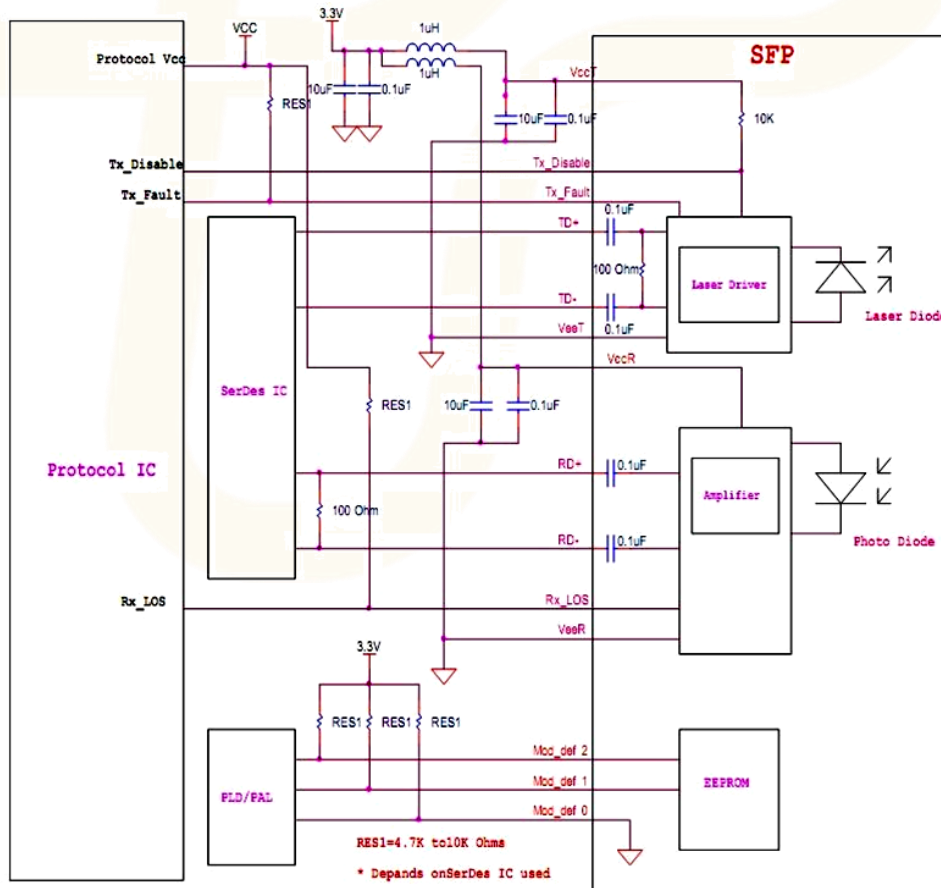 3.3V
VCC
1uH
SFP
Protocol Vcc
VccT
1uH
10uF
0.1uF
RES1
10uF
0.1uF
10K
Tx_Disable
Tx_Disable
Tx_Fault
Tx_Fault
0.1uF
TD+
100 Ohm
Laser Driver
TD-
Laser Diode
VeeT
0.1uF
VccR
SerDes IC
RES1
10uF
0.1uF
Protocol IC
RD+
0.1uF
Amplifier
100 Ohm
RD-
0.1uF
Photo Diode
Rx_LOS
Rx_LOS
VeeR
3.3V
RES1
RES1
RES1
Mod_def 2
PLD/PAL
Mod_def 1
EEPROM
Mod_def 0
RES1=4.7K to10K Ohms
* Depands onSerDes IC used